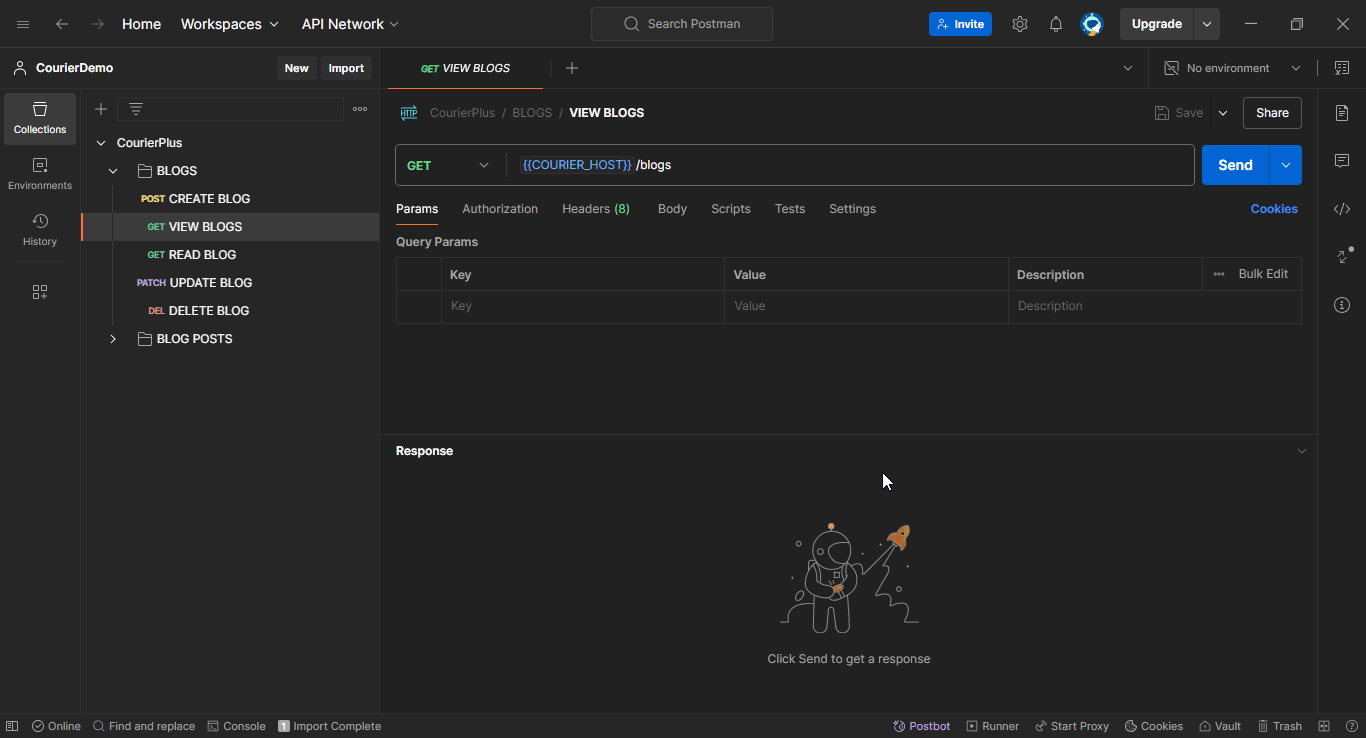 Home Workspaces API Network Search Postman Invite Upgrade
CourierDemo New Import GET VIEW BLOGS No environment
Collections
Environments
History
CourierPlus
BLOGS
POST CREATE BLOG
GET VIEW BLOGS
GET READ BLOG
PATCH UPDATE BLOG
DEL DELETE BLOG
BLOG POSTS
HTTP CourierPlus / BLOGS / VIEW BLOGS Save Share
GET {{COURIER_HOST}} /blogs Send
Params Authorization Headers (8) Body Scripts Tests Settings Cookies
Query Params
Key Value Description Bulk Edit
Key Value Description
Response
Click Send to get a response
Online Find and replace Console 1 Import Complete Postbot Runner Start Proxy Cookies Vault Trash